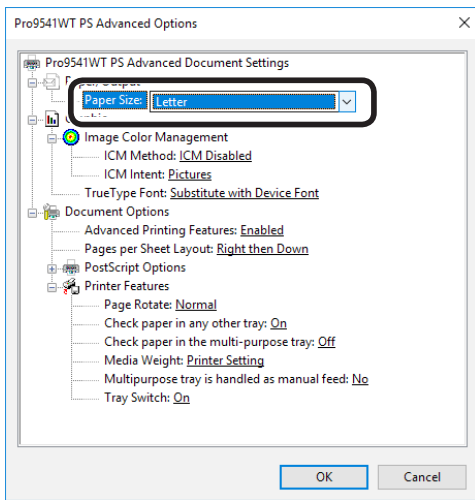 Pro9541WT PS Advanced Options
Pro9541WT PS Advanced Document Settings
Paper Size: Letter
Image Color Management
ICM Method: ICM Disabled
ICM Intent: Pictures
TrueType Font: Substitute with Device Font
Document Options
Advanced Printing Features: Enabled
Pages per Sheet Layout: Right then Down
PostScript Options
Printer Features
Page Rotate: Normal
Check paper in any other tray: On
Check paper in the multi-purpose tray: Off
Media Weight: Printer Setting
Multipurpose tray is handled as manual feed: No
Tray Switch: On
OK Cancel